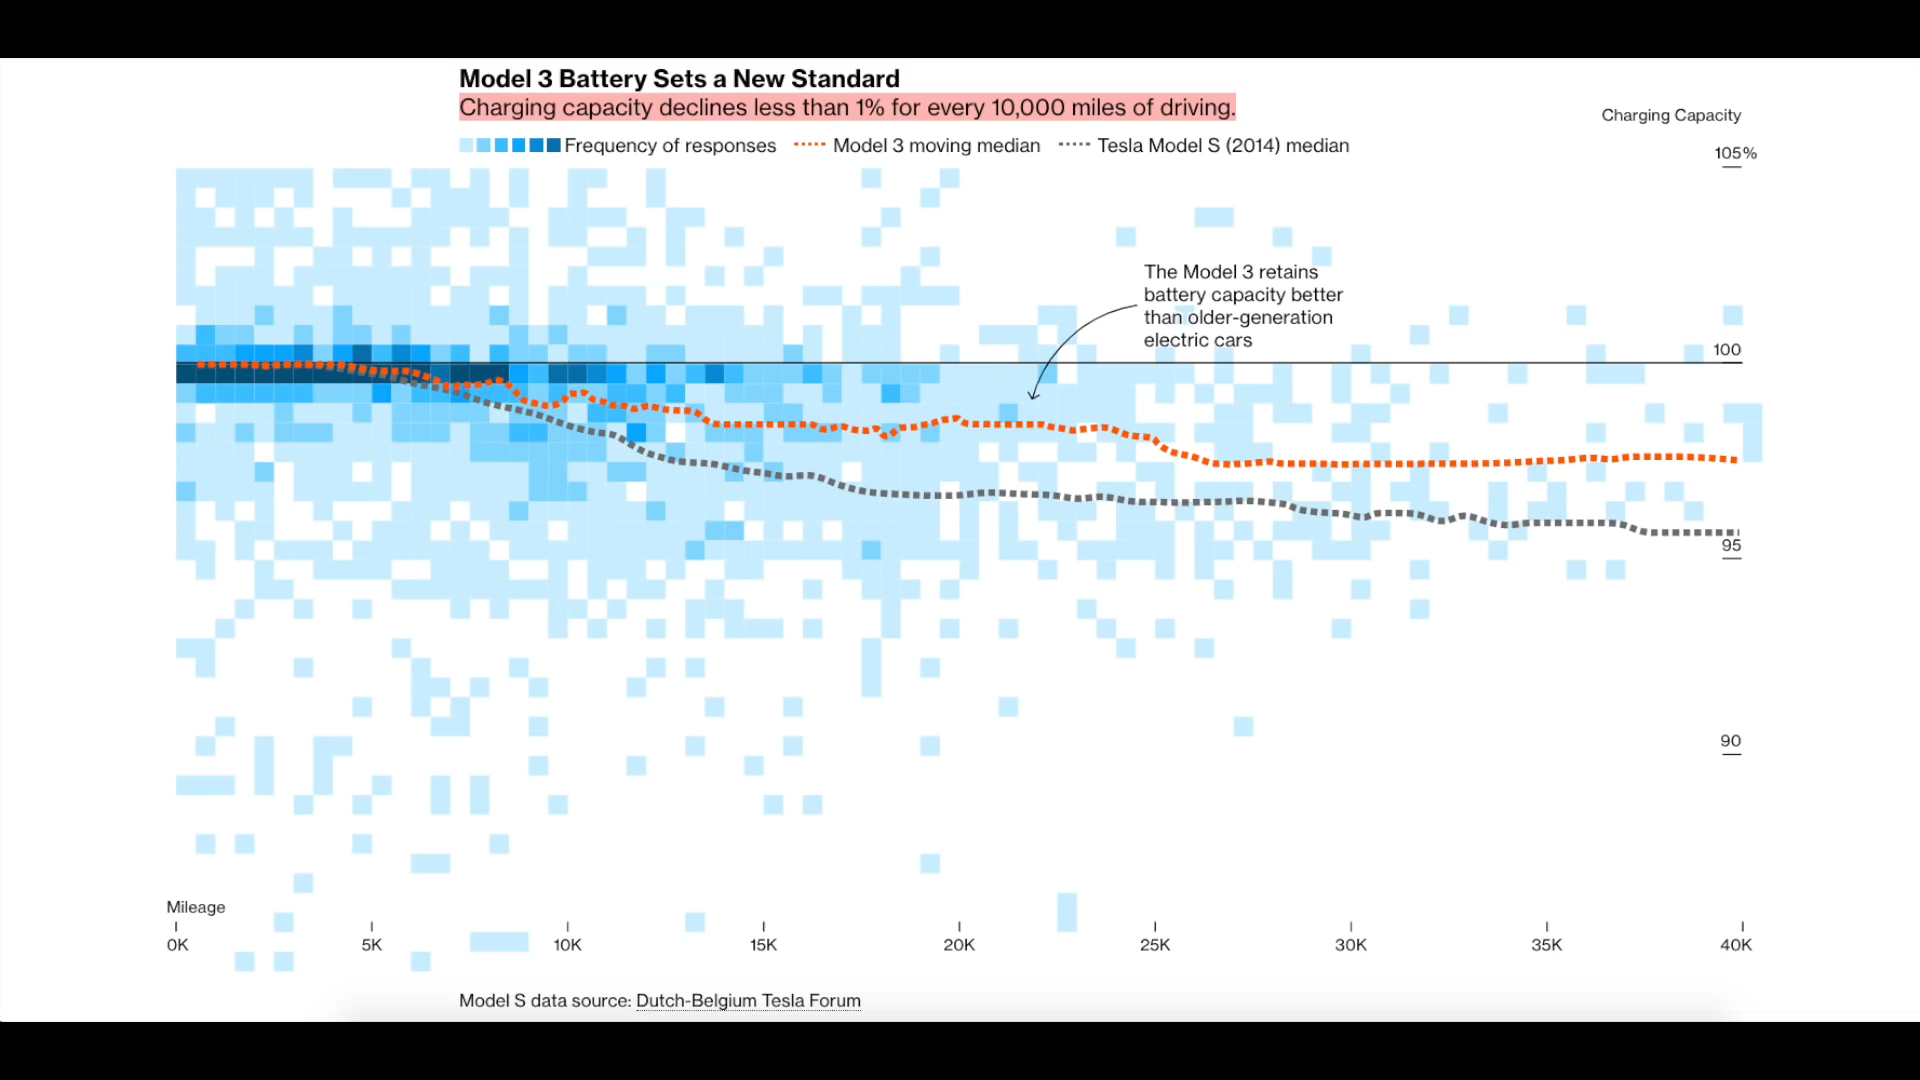 Model 3 Battery Sets a New Standard
Charging capacity declines less than 1% for every 10,000 miles of driving.
Charging Capacity
Frequency of responses Model 3 moving median Tesla Model S (2014) median
105%
The Model 3 retains
battery capacity better
than older-generation
electric cars
100
95
90
Mileage
0K 5K 10K 15K 20K 25K 30K 35K 40K
Model S data source: Dutch-Belgium Tesla Forum